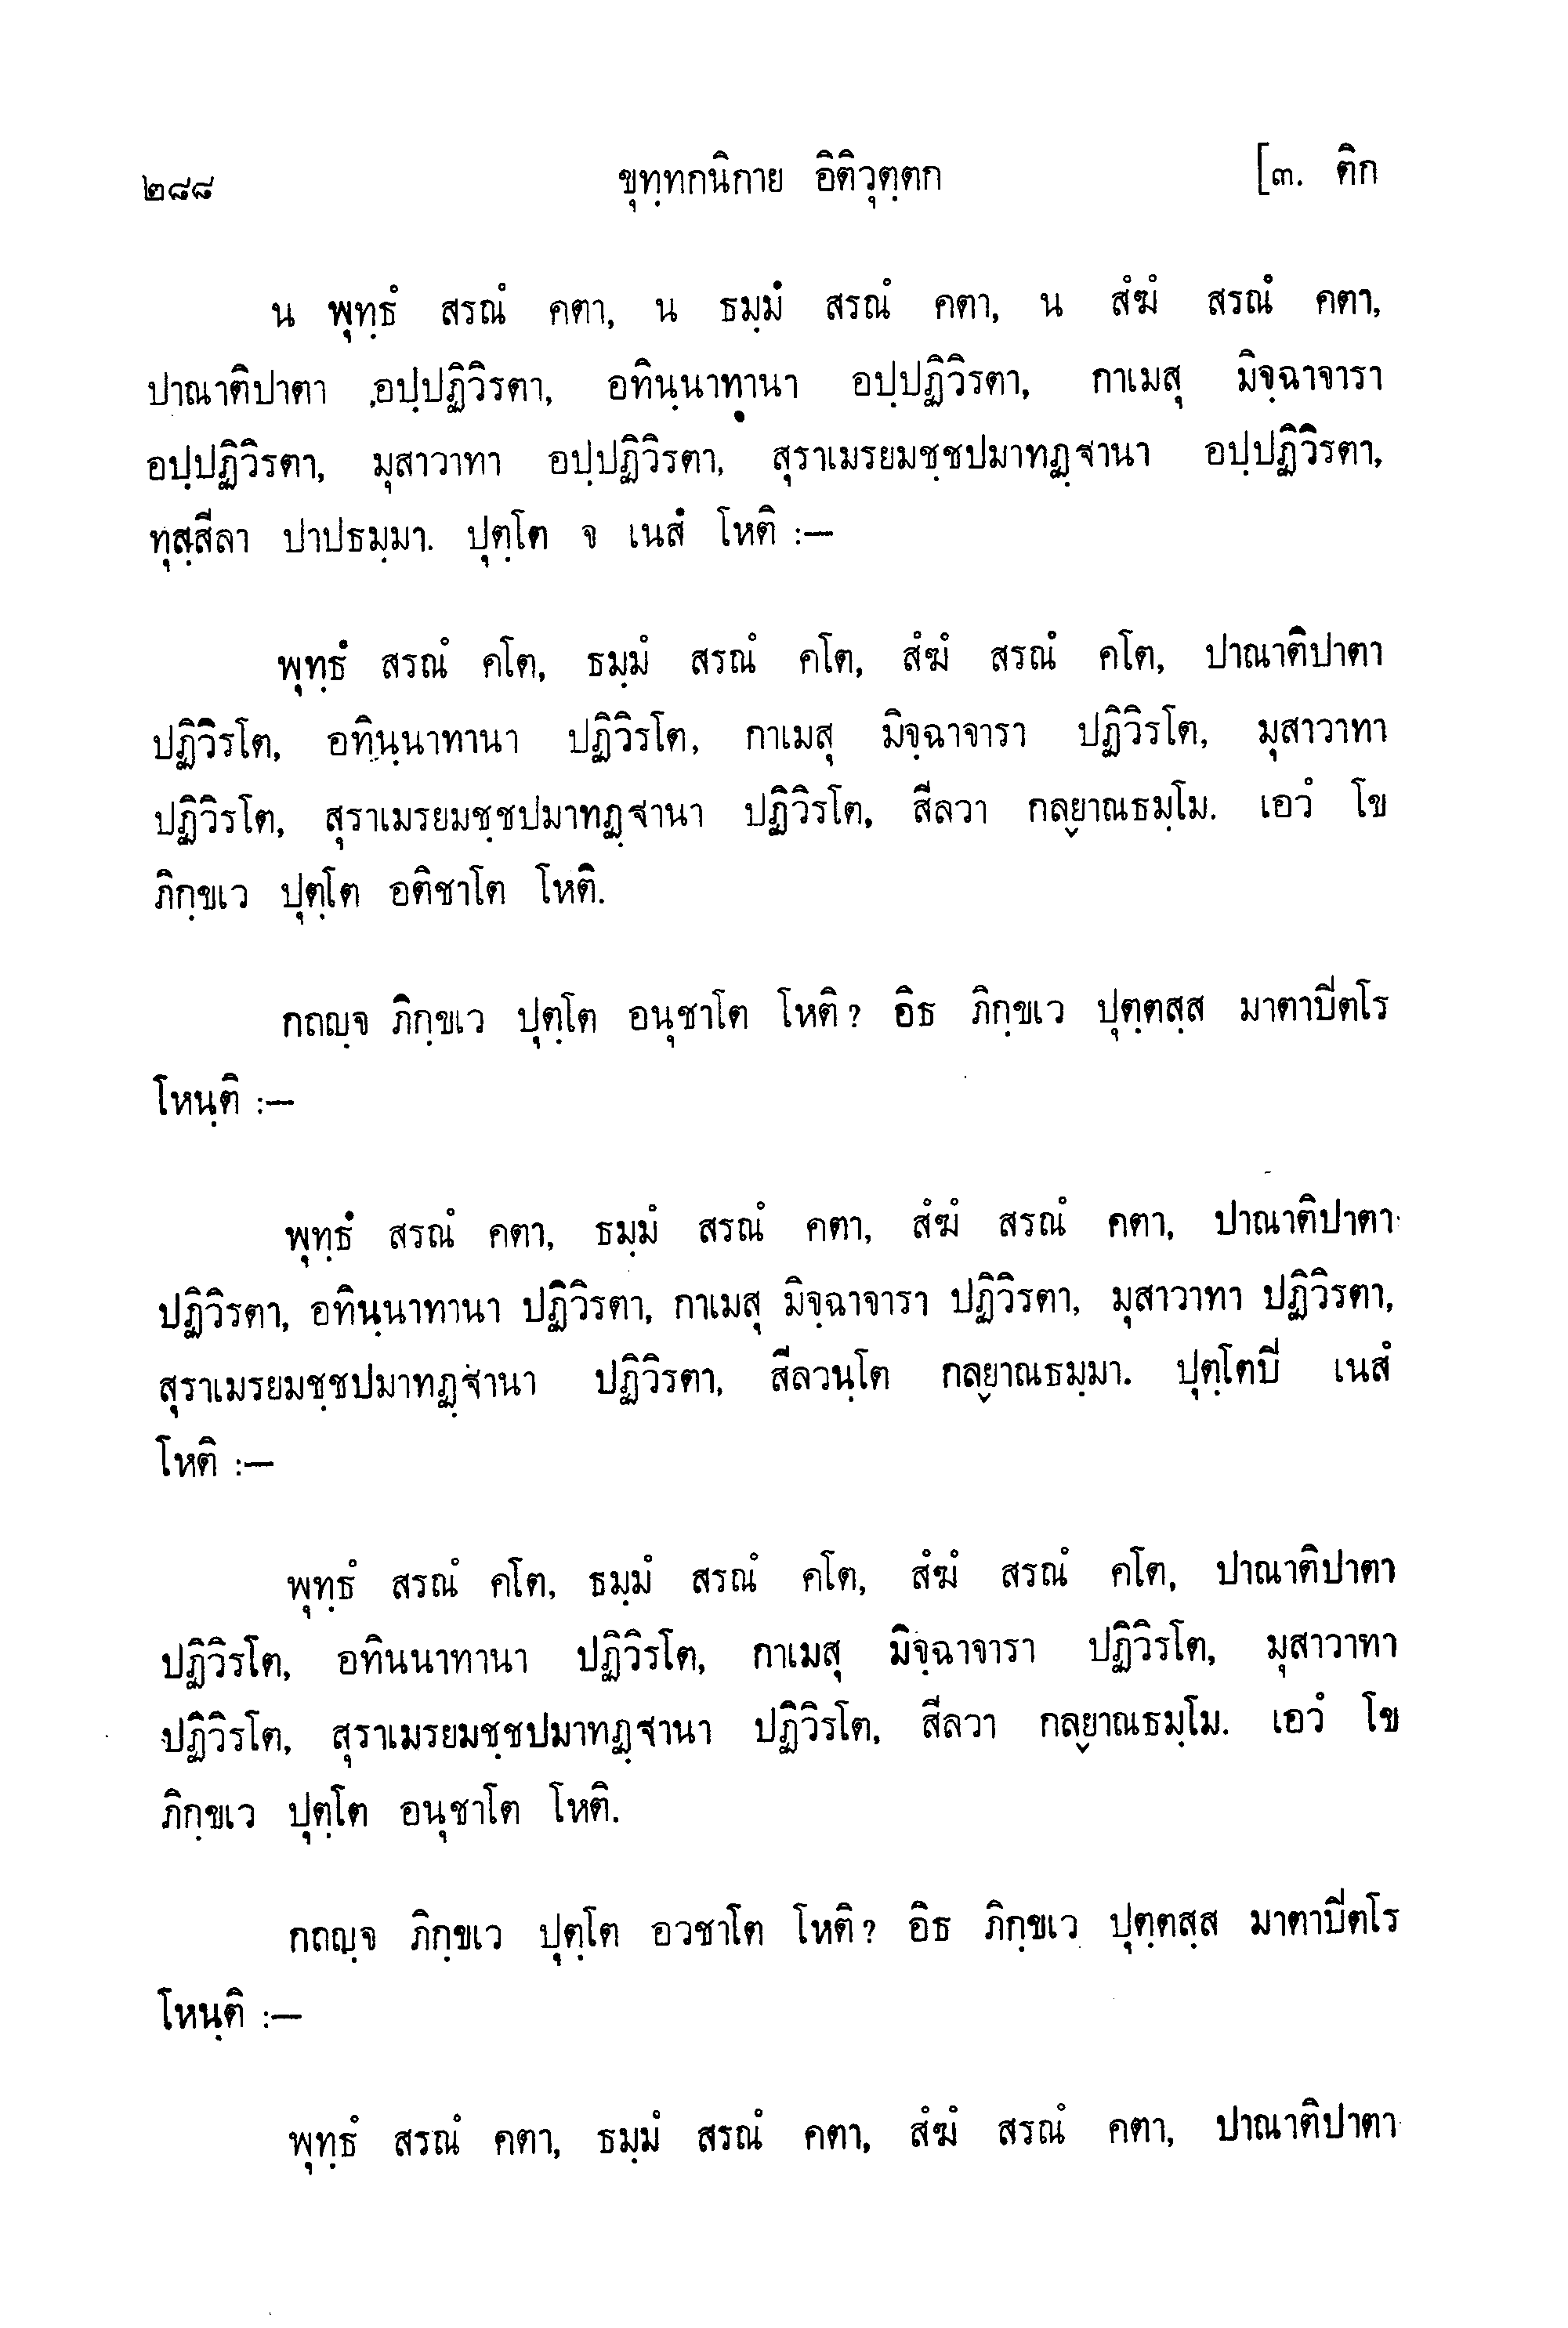 ๒๘๘ ขุทฺทกนิกาย อิติวุตฺตก [๓. ติก
น พุทฺธํ สรณํ คตา, น ธมฺมํ สรณํ คตา, น สํฆํ สรณํ คตา,
ปาณาติปาตา อปฺปฏิวิรตา, อทินฺนาทานา อปฺปฏิวิรตา, กาเมสุ มิจฺฉาจารา
อปฺปฏิวิรตา, มุสาวาทา อปฺปฏิวิรตา, สุราเมรยมชฺชปมาทฏฺฐานา อปฺปฏิวิรตา,
ทุสฺสีลา ปาปธมฺมา. ปุตฺโต จ เนสํ โหติ :—
พุทฺธํ สรณํ คโต, ธมฺมํ สรณํ คโต, สํฆํ สรณํ คโต, ปาณาติปาตา
ปฏิวิรโต, อทินฺนาทานา ปฏิวิรโต, กาเมสุ มิจฺฉาจารา ปฏิวิรโต, มุสาวาทา
ปฏิวิรโต, สุราเมรยมชฺชปมาทฏฺฐานา ปฏิวิรโต, สีลวา กลฺยาณธมฺโม. เอวํ โข
ภิกฺขเว ปุตฺโต อติชาโต โหติ.
กถญฺจ ภิกฺขเว ปุตฺโต อนุชาโต โหติ? อิธ ภิกฺขเว ปุตฺตสฺส มาตาปิตโร
โหนฺติ :—
พุทฺธํ สรณํ คตา, ธมฺมํ สรณํ คตา, สํฆํ สรณํ คตา, ปาณาติปาตา
ปฏิวิรตา, อทินฺนาทานา ปฏิวิรตา, กาเมสุ มิจฺฉาจารา ปฏิวิรตา, มุสาวาทา ปฏิวิรตา,
สุราเมรยมชฺชปมาทฏฺฐานา ปฏิวิรตา, สีลวนฺโต กลฺยาณธมฺมา. ปุตฺโตปิ เนสํ
โหติ :—
พุทฺธํ สรณํ คโต, ธมฺมํ สรณํ คโต, สํฆํ สรณํ คโต, ปาณาติปาตา
ปฏิวิรโต, อทินนาทานา ปฏิวิรโต, กาเมสุ มิจฺฉาจารา ปฏิวิรโต, มุสาวาทา
ปฏิวิรโต, สุราเมรยมชฺชปมาทฏฺฐานา ปฏิวิรโต, สีลวา กลฺยาณธมฺโม. เอวํ โข
ภิกฺขเว ปุตฺโต อนุชาโต โหติ.
กถญฺจ ภิกฺขเว ปุตฺโต อวชาโต โหติ? อิธ ภิกฺขเว ปุตฺตสฺส มาตาปิตโร
โหนฺติ :—
พุทฺธํ สรณํ คตา, ธมฺมํ สรณํ คตา, สํฆํ สรณํ คตา, ปาณาติปาตา